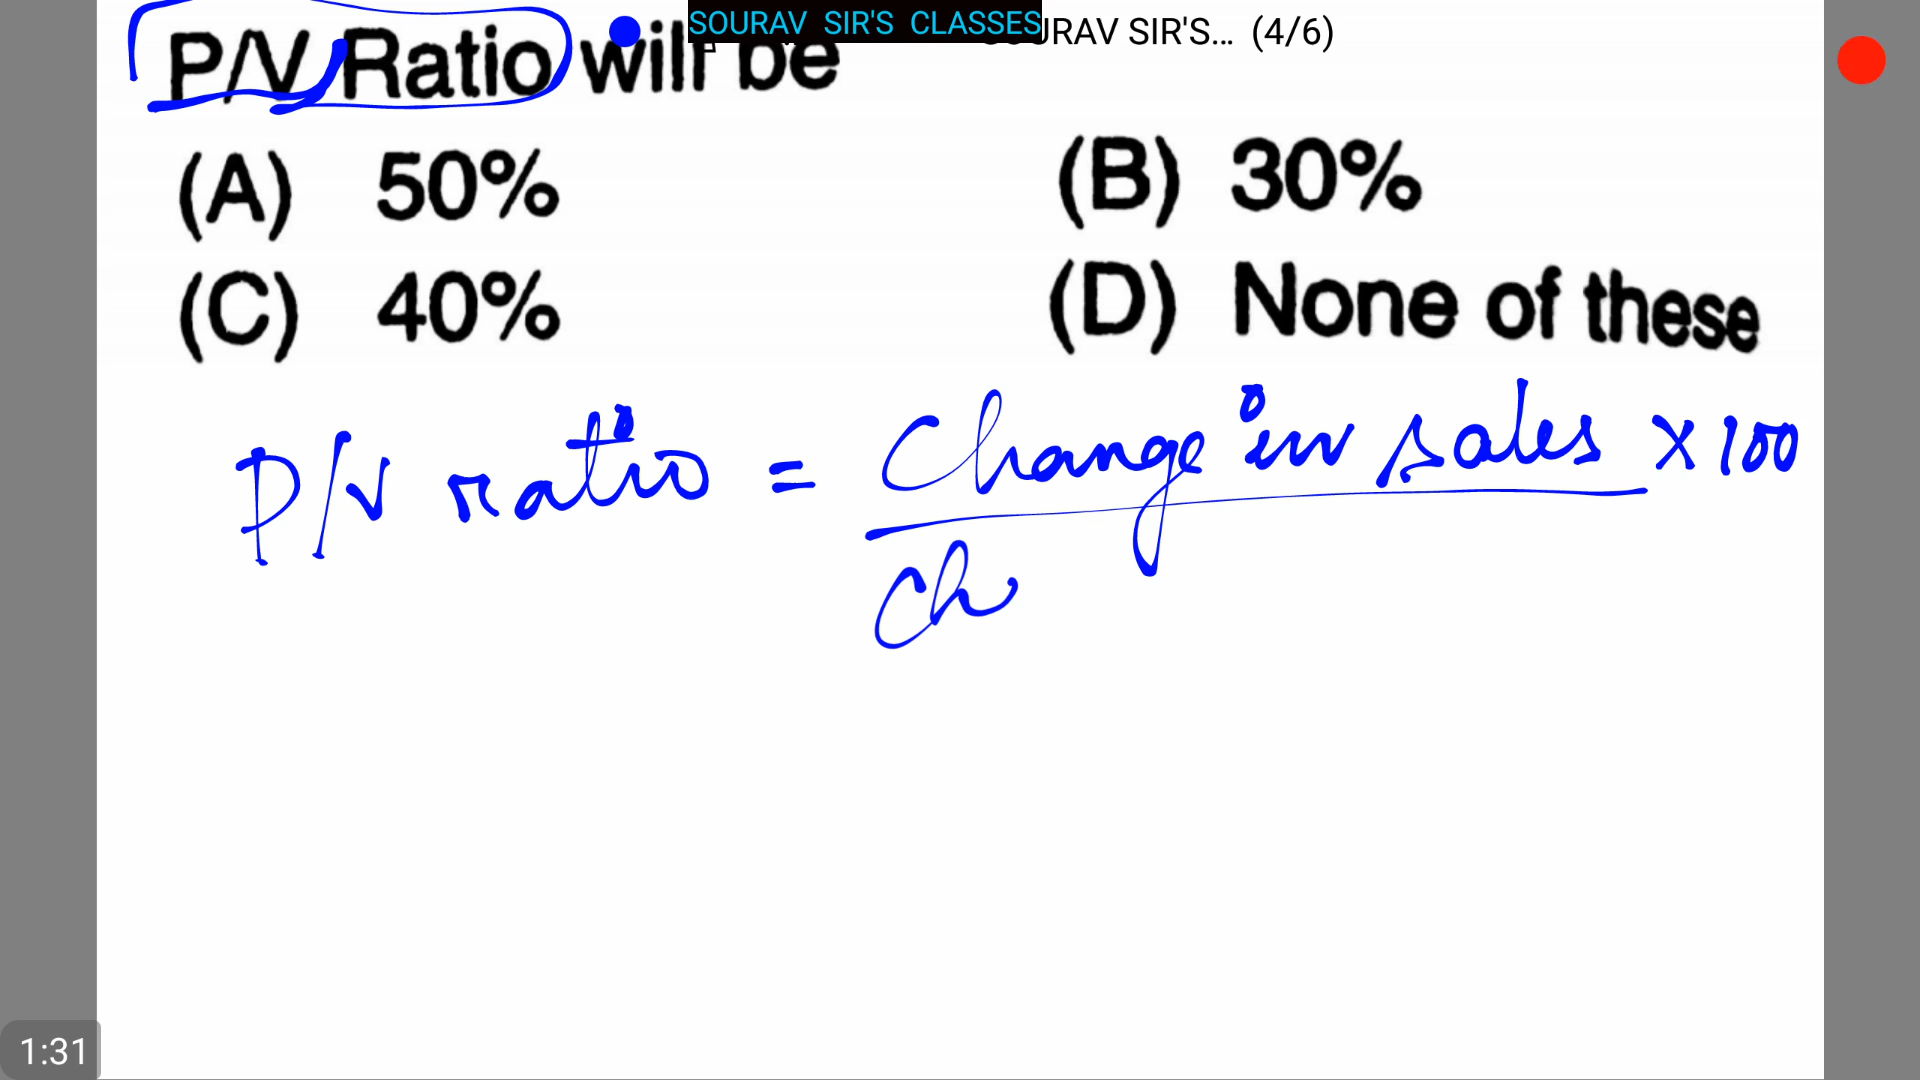 SOURAV SIR'S CLASSES URAV SIR'S... (4/6)
P/V Ratio will be
(A) 50% (B) 30%
(C) 40% (D) None of these
P/V ratio = Change in sales x 100
Ch
1:31